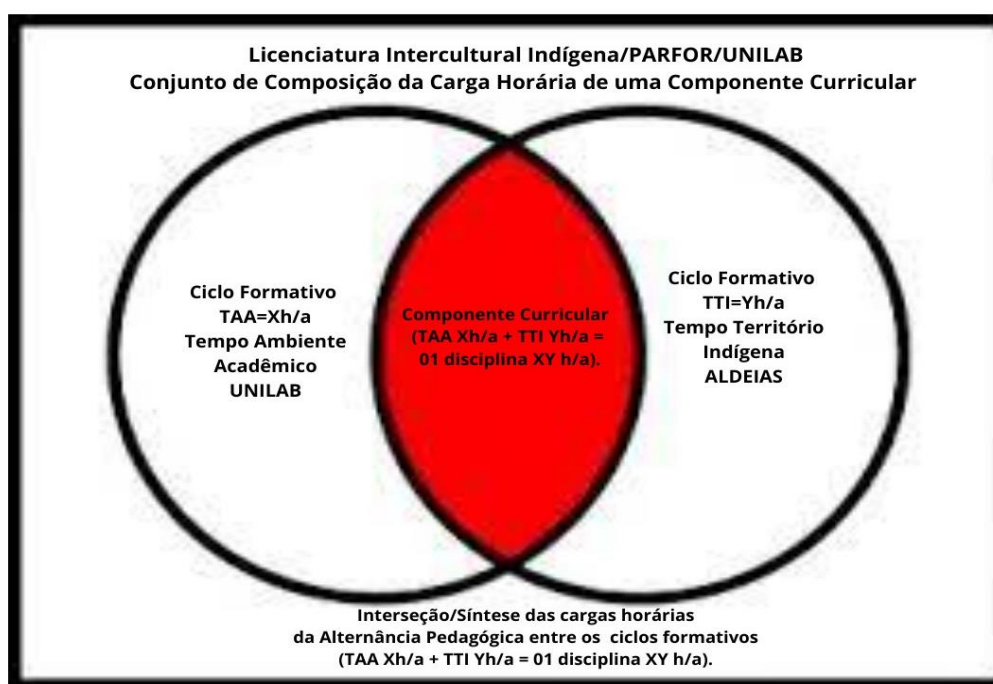 Licenciatura Intercultural Indígena/PARFOR/UNILAB
Conjunto de Composição da Carga Horária de uma Componente Curricular
Ciclo Formativo
TAA=Xh/a
Tempo Ambiente
Acadêmico
UNILAB
Componente Curricular
(TAA Xh/a + TTI Yh/a =
01 disciplina XY h/a).
Ciclo Formativo
TTI=Yh/a
Tempo Território
Indígena
ALDEIAS
Interseção/Síntese das cargas horárias
da Alternância Pedagógica entre os ciclos formativos
(TAA Xh/a + TTI Yh/a = 01 disciplina XY h/a).